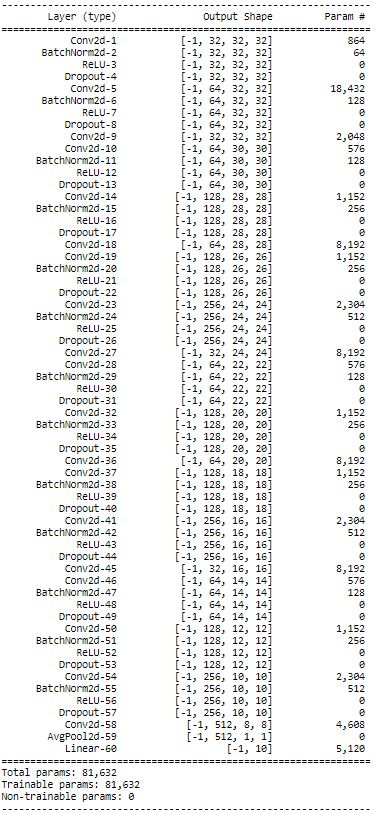 ----------------------------------------------------------------
Layer (type) Output Shape Param #
================================================================
Conv2d-1 [-1, 32, 32, 32] 864
BatchNorm2d-2 [-1, 32, 32, 32] 64
ReLU-3 [-1, 32, 32, 32] 0
Dropout-4 [-1, 32, 32, 32] 0
Conv2d-5 [-1, 64, 32, 32] 18,432
BatchNorm2d-6 [-1, 64, 32, 32] 128
ReLU-7 [-1, 64, 32, 32] 0
Dropout-8 [-1, 64, 32, 32] 0
Conv2d-9 [-1, 32, 32, 32] 2,048
Conv2d-10 [-1, 64, 30, 30] 576
BatchNorm2d-11 [-1, 64, 30, 30] 128
ReLU-12 [-1, 64, 30, 30] 0
Dropout-13 [-1, 64, 30, 30] 0
Conv2d-14 [-1, 128, 28, 28] 1,152
BatchNorm2d-15 [-1, 128, 28, 28] 256
ReLU-16 [-1, 128, 28, 28] 0
Dropout-17 [-1, 128, 28, 28] 0
Conv2d-18 [-1, 64, 28, 28] 8,192
Conv2d-19 [-1, 128, 26, 26] 1,152
BatchNorm2d-20 [-1, 128, 26, 26] 256
ReLU-21 [-1, 128, 26, 26] 0
Dropout-22 [-1, 128, 26, 26] 0
Conv2d-23 [-1, 256, 24, 24] 2,304
BatchNorm2d-24 [-1, 256, 24, 24] 512
ReLU-25 [-1, 256, 24, 24] 0
Dropout-26 [-1, 256, 24, 24] 0
Conv2d-27 [-1, 32, 24, 24] 8,192
Conv2d-28 [-1, 64, 22, 22] 576
BatchNorm2d-29 [-1, 64, 22, 22] 128
ReLU-30 [-1, 64, 22, 22] 0
Dropout-31 [-1, 64, 22, 22] 0
Conv2d-32 [-1, 128, 20, 20] 1,152
BatchNorm2d-33 [-1, 128, 20, 20] 256
ReLU-34 [-1, 128, 20, 20] 0
Dropout-35 [-1, 128, 20, 20] 0
Conv2d-36 [-1, 64, 20, 20] 8,192
Conv2d-37 [-1, 128, 18, 18] 1,152
BatchNorm2d-38 [-1, 128, 18, 18] 256
ReLU-39 [-1, 128, 18, 18] 0
Dropout-40 [-1, 128, 18, 18] 0
Conv2d-41 [-1, 256, 16, 16] 2,304
BatchNorm2d-42 [-1, 256, 16, 16] 512
ReLU-43 [-1, 256, 16, 16] 0
Dropout-44 [-1, 256, 16, 16] 0
Conv2d-45 [-1, 32, 16, 16] 8,192
Conv2d-46 [-1, 64, 14, 14] 576
BatchNorm2d-47 [-1, 64, 14, 14] 128
ReLU-48 [-1, 64, 14, 14] 0
Dropout-49 [-1, 64, 14, 14] 0
Conv2d-50 [-1, 128, 12, 12] 1,152
BatchNorm2d-51 [-1, 128, 12, 12] 256
ReLU-52 [-1, 128, 12, 12] 0
Dropout-53 [-1, 128, 12, 12] 0
Conv2d-54 [-1, 256, 10, 10] 2,304
BatchNorm2d-55 [-1, 256, 10, 10] 512
ReLU-56 [-1, 256, 10, 10] 0
Dropout-57 [-1, 256, 10, 10] 0
Conv2d-58 [-1, 512, 8, 8] 4,608
AvgPool2d-59 [-1, 512, 1, 1] 0
Linear-60 [-1, 10] 5,120
================================================================
Total params: 81,632
Trainable params: 81,632
Non-trainable params: 0
----------------------------------------------------------------